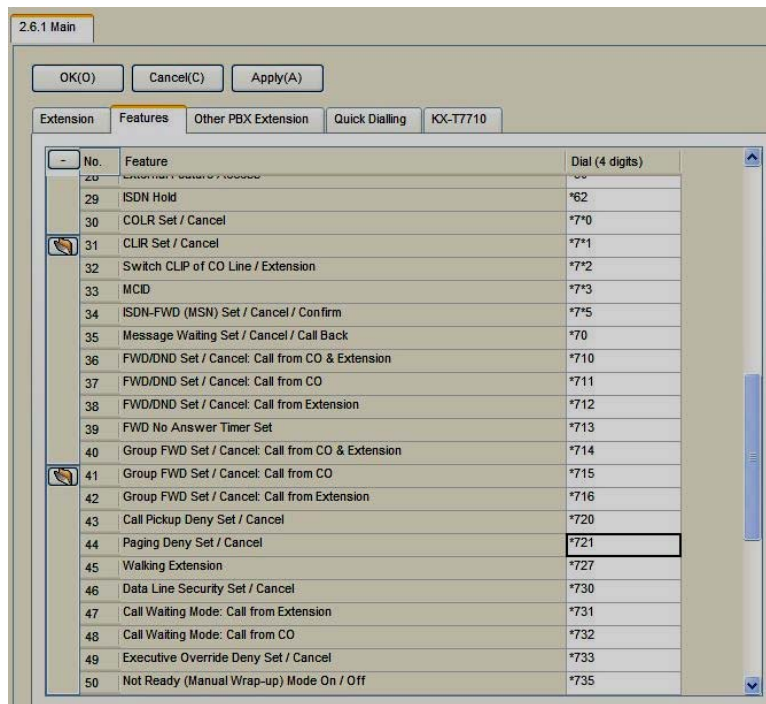 2.6.1 Main
OK(O) Cancel(C) Apply(A)
Extension Features Other PBX Extension Quick Dialling KX-T7710
- No. Feature Dial (4 digits)
29 ISDN Hold *62
30 COLR Set / Cancel *7*0
31 CLIR Set / Cancel *7*1
32 Switch CLIP of CO Line / Extension *7*2
33 MCID *7*3
34 ISDN-FWD (MSN) Set / Cancel / Confirm *7*5
35 Message Waiting Set / Cancel / Call Back *70
36 FWD/DND Set / Cancel: Call from CO & Extension *710
37 FWD/DND Set / Cancel: Call from CO *711
38 FWD/DND Set / Cancel: Call from Extension *712
39 FWD No Answer Timer Set *713
40 Group FWD Set / Cancel: Call from CO & Extension *714
41 Group FWD Set / Cancel: Call from CO *715
42 Group FWD Set / Cancel: Call from Extension *716
43 Call Pickup Deny Set / Cancel *720
44 Paging Deny Set / Cancel *721
45 Walking Extension *727
46 Data Line Security Set / Cancel *730
47 Call Waiting Mode: Call from Extension *731
48 Call Waiting Mode: Call from CO *732
49 Executive Override Deny Set / Cancel *733
50 Not Ready (Manual Wrap-up) Mode On / Off *735